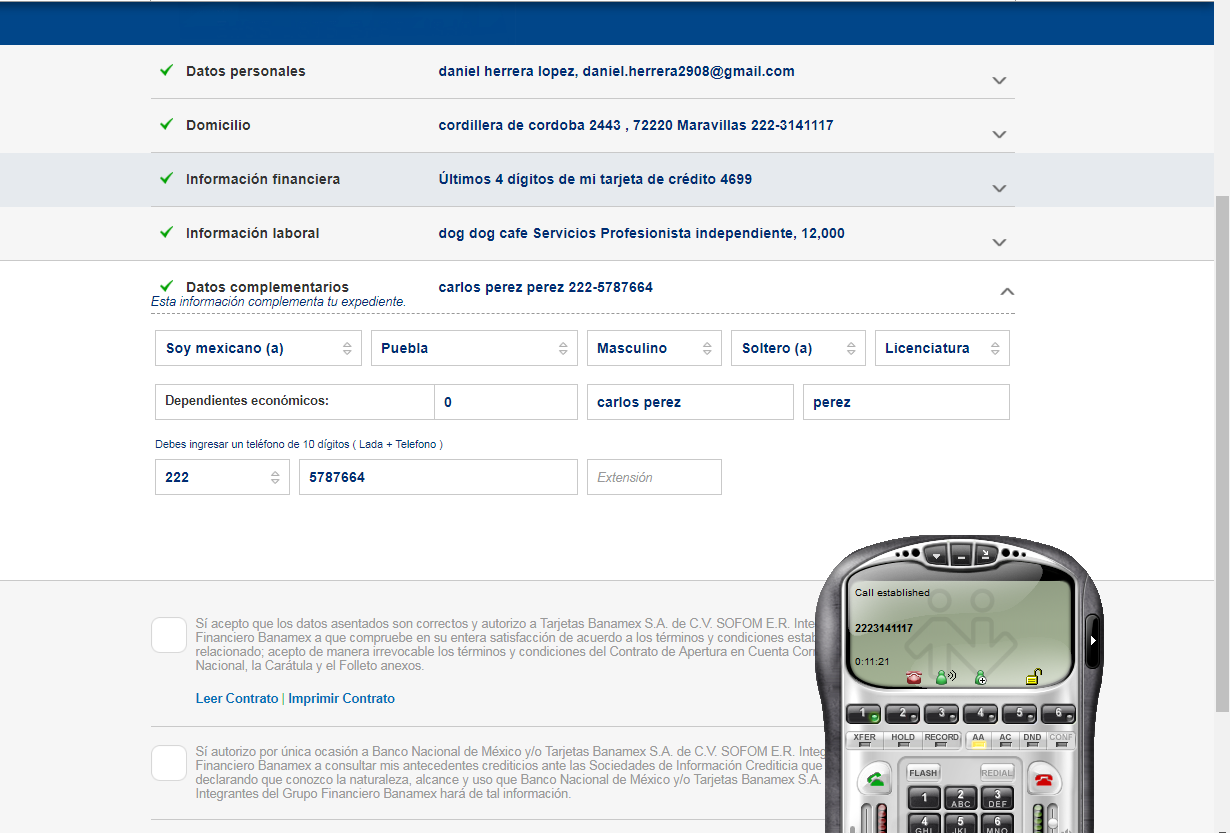 Datos personales daniel herrera lopez, daniel.herrera2908@gmail.com
Domicilio cordillera de cordoba 2443 , 72220 Maravillas 222-3141117
Información financiera Últimos 4 dígitos de mi tarjeta de crédito 4699
Información laboral dog dog cafe Servicios Profesionista independiente, 12,000
Datos complementarios carlos perez perez 222-5787664
Esta información complementa tu expediente.
Soy mexicano (a) Puebla Masculino Soltero (a) Licenciatura
Dependientes económicos: 0 carlos perez perez
Debes ingresar un teléfono de 10 dígitos ( Lada + Telefono )
222 5787664 Extensión
Sí acepto que los datos asentados son correctos y autorizo a Tarjetas Banamex S.A. de C.V. SOFOM E.R. Inte
Financiero Banamex a que compruebe en su entera satisfacción de acuerdo a los términos y condiciones estab
relacionado; acepto de manera irrevocable los términos y condiciones del Contrato de Apertura en Cuenta Corr
Nacional, la Carátula y el Folleto anexos.
Leer Contrato | Imprimir Contrato
Sí autorizo por única ocasión a Banco Nacional de México y/o Tarjetas Banamex S.A. de C.V. SOFOM E.R. Integ
Financiero Banamex a consultar mis antecedentes crediticios ante las Sociedades de Información Crediticia que
declarando que conozco la naturaleza, alcance y uso que Banco Nacional de México y/o Tarjetas Banamex S.A.
Integrantes del Grupo Financiero Banamex hará de tal información.
Call established
2223141117
0:11:21
1 2 3 4 5 6
XFER HOLD RECORD AA AC DND CONF
FLASH REDIAL
1 2 ABC 3 DEF
4 GHI 5 JKL 6 MNO